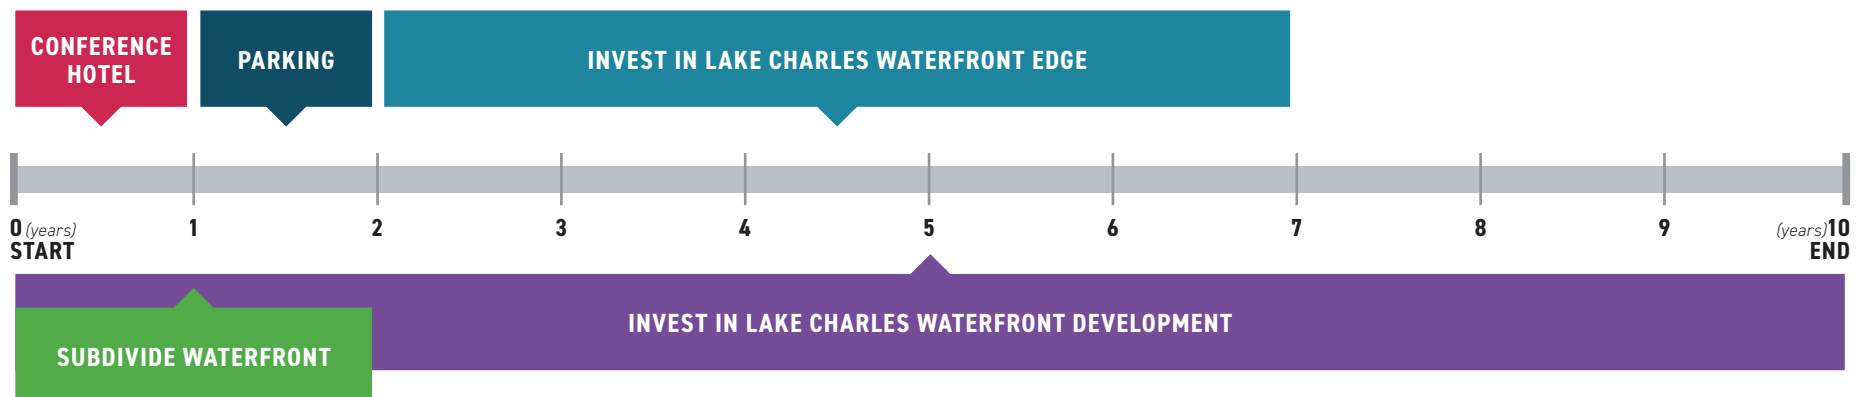 CONFERENCE
HOTEL
PARKING
INVEST IN LAKE CHARLES WATERFRONT EDGE
0 (years) 1 2 3 4 5 6 7 8 9 (years) 10
START END
INVEST IN LAKE CHARLES WATERFRONT DEVELOPMENT
SUBDIVIDE WATERFRONT